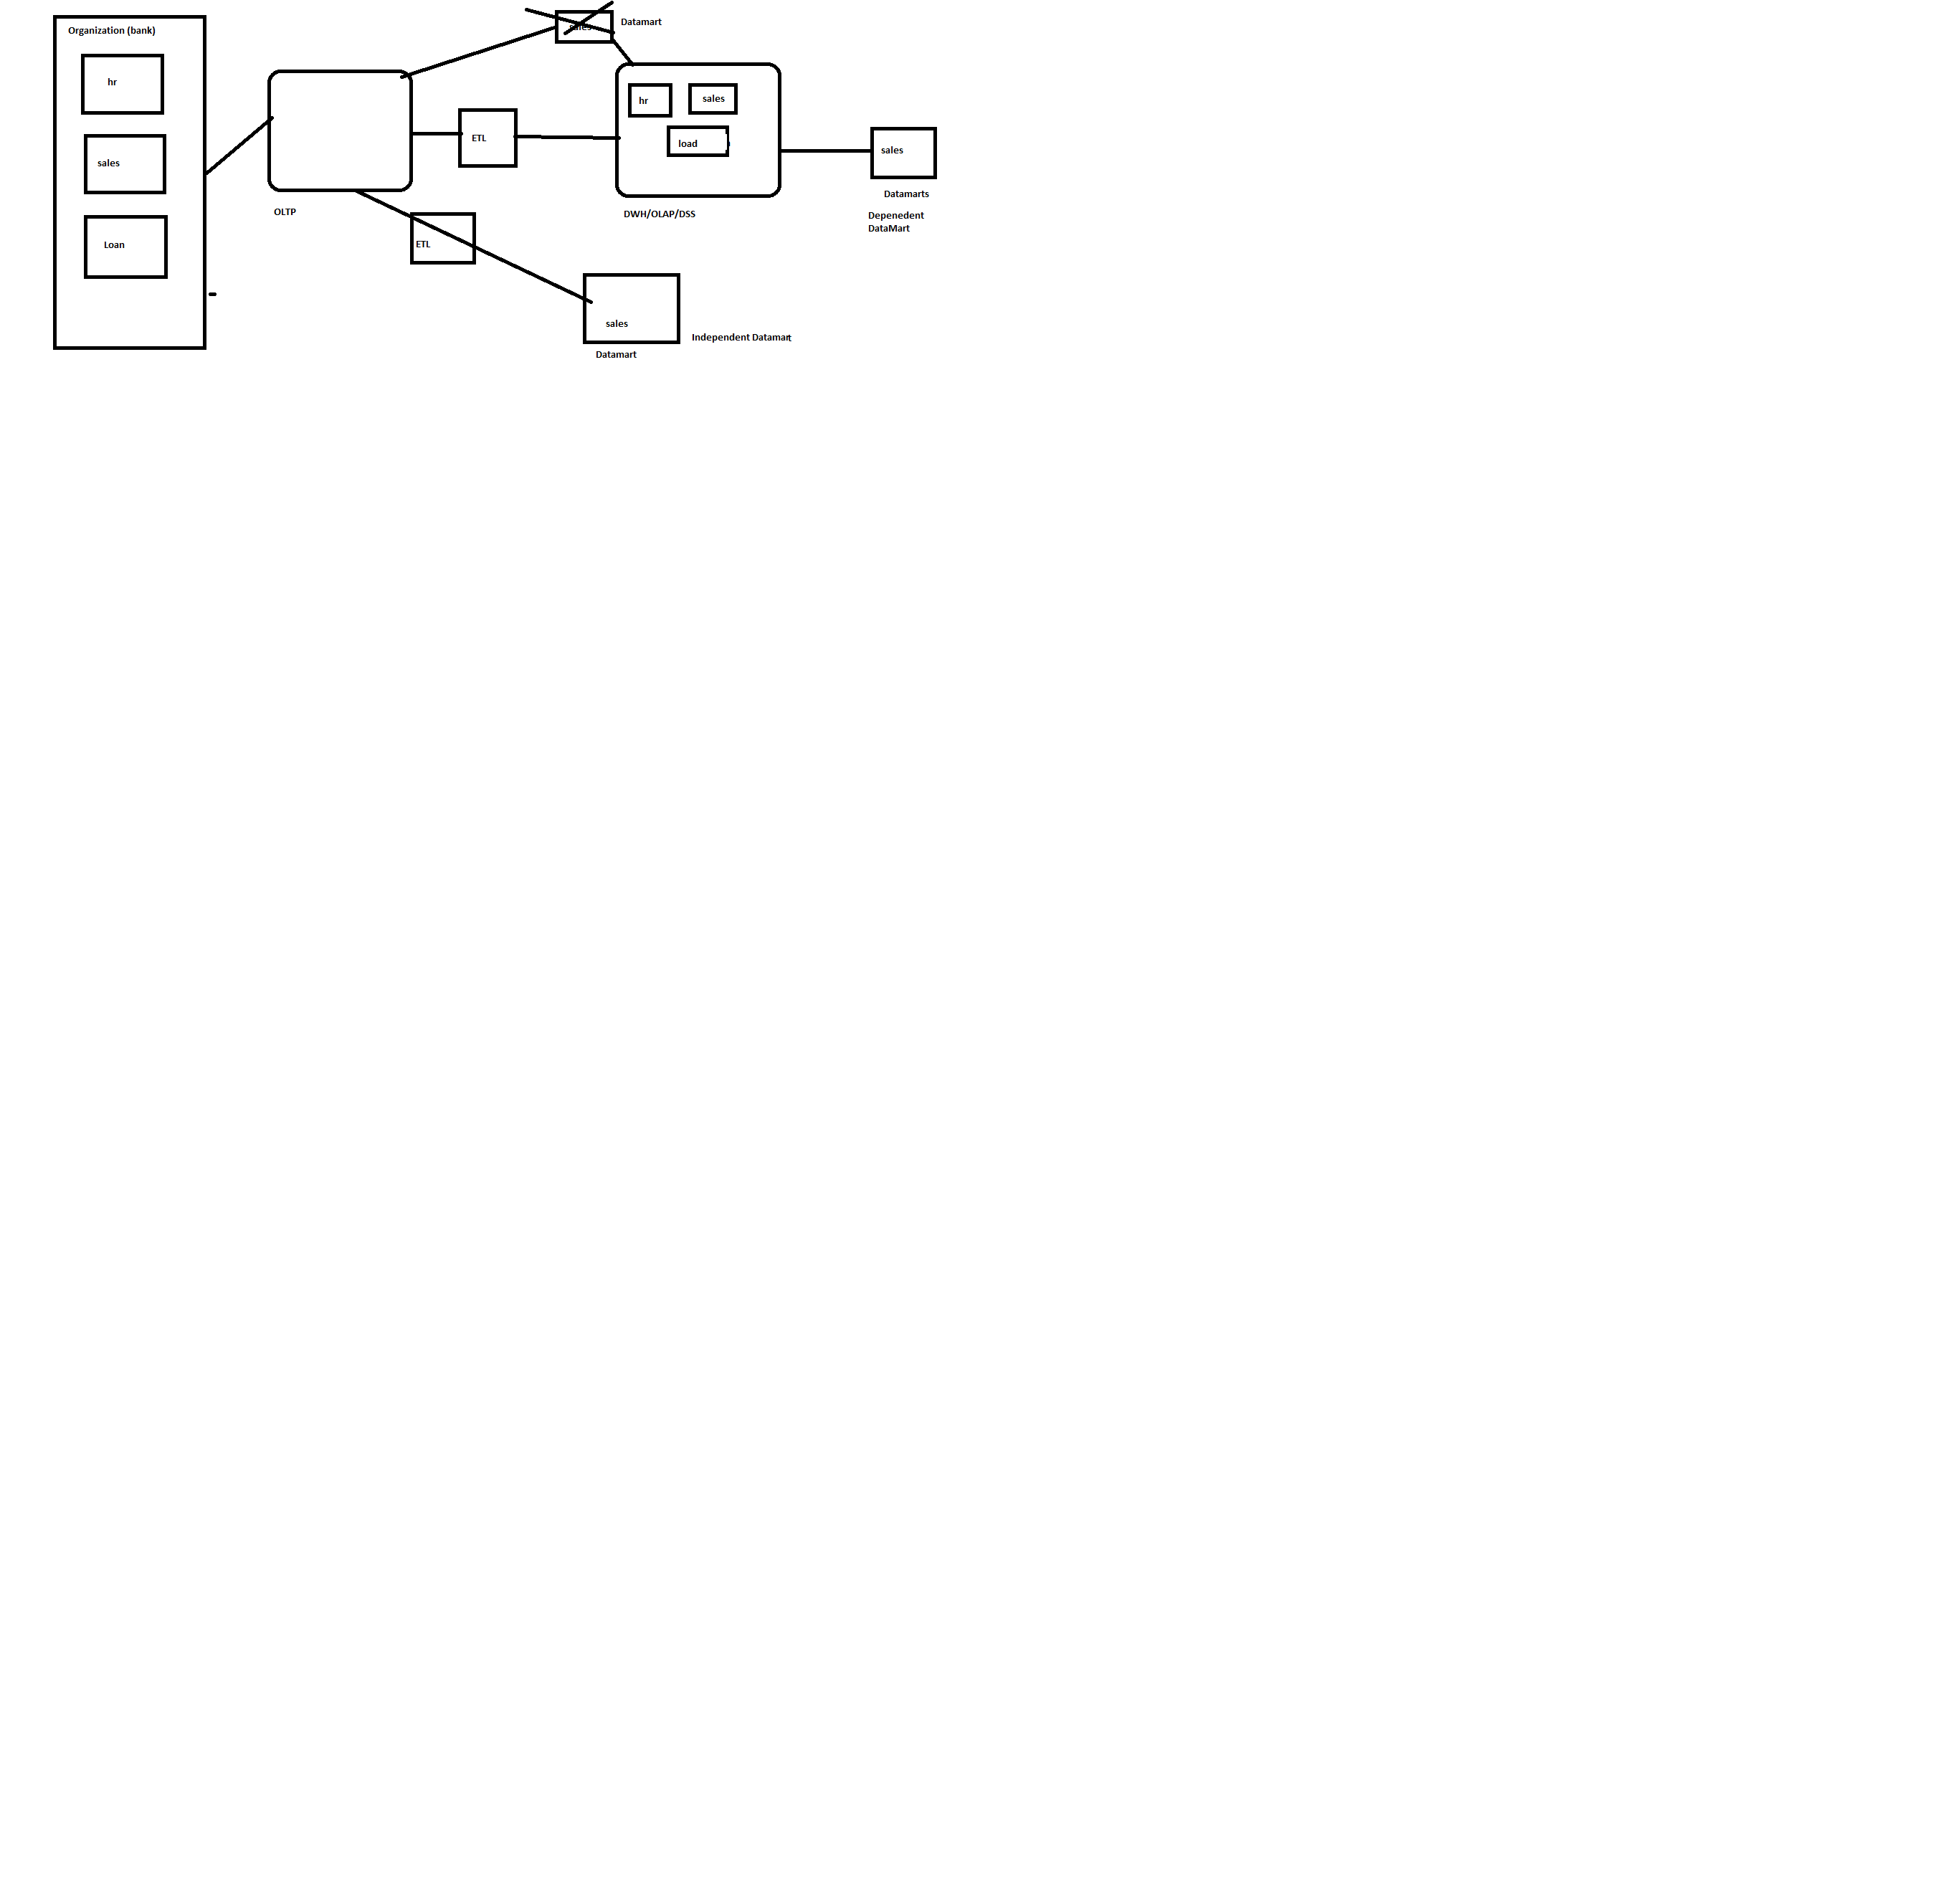 Organization (bank)
hr
sales
Loan
OLTP
ETL
ETL
sales
Datamart
hr
sales
load
DWH/OLAP/DSS
sales
Datamarts
Depenedent
DataMart
sales
Datamart
Independent Datamart